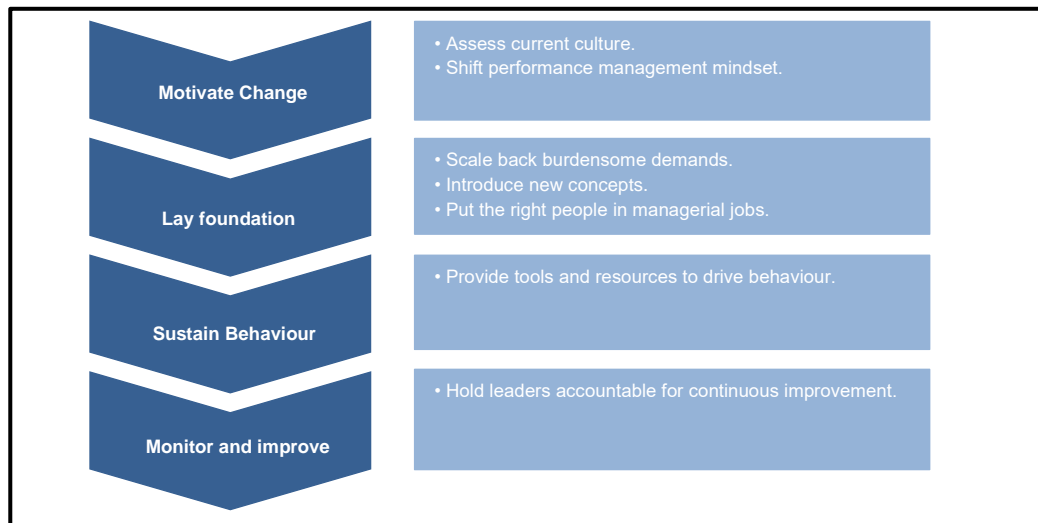 Motivate Change
• Assess current culture.
• Shift performance management mindset.
Lay foundation
• Scale back burdensome demands.
• Introduce new concepts.
• Put the right people in managerial jobs.
Sustain Behaviour
• Provide tools and resources to drive behaviour.
Monitor and improve
• Hold leaders accountable for continuous improvement.